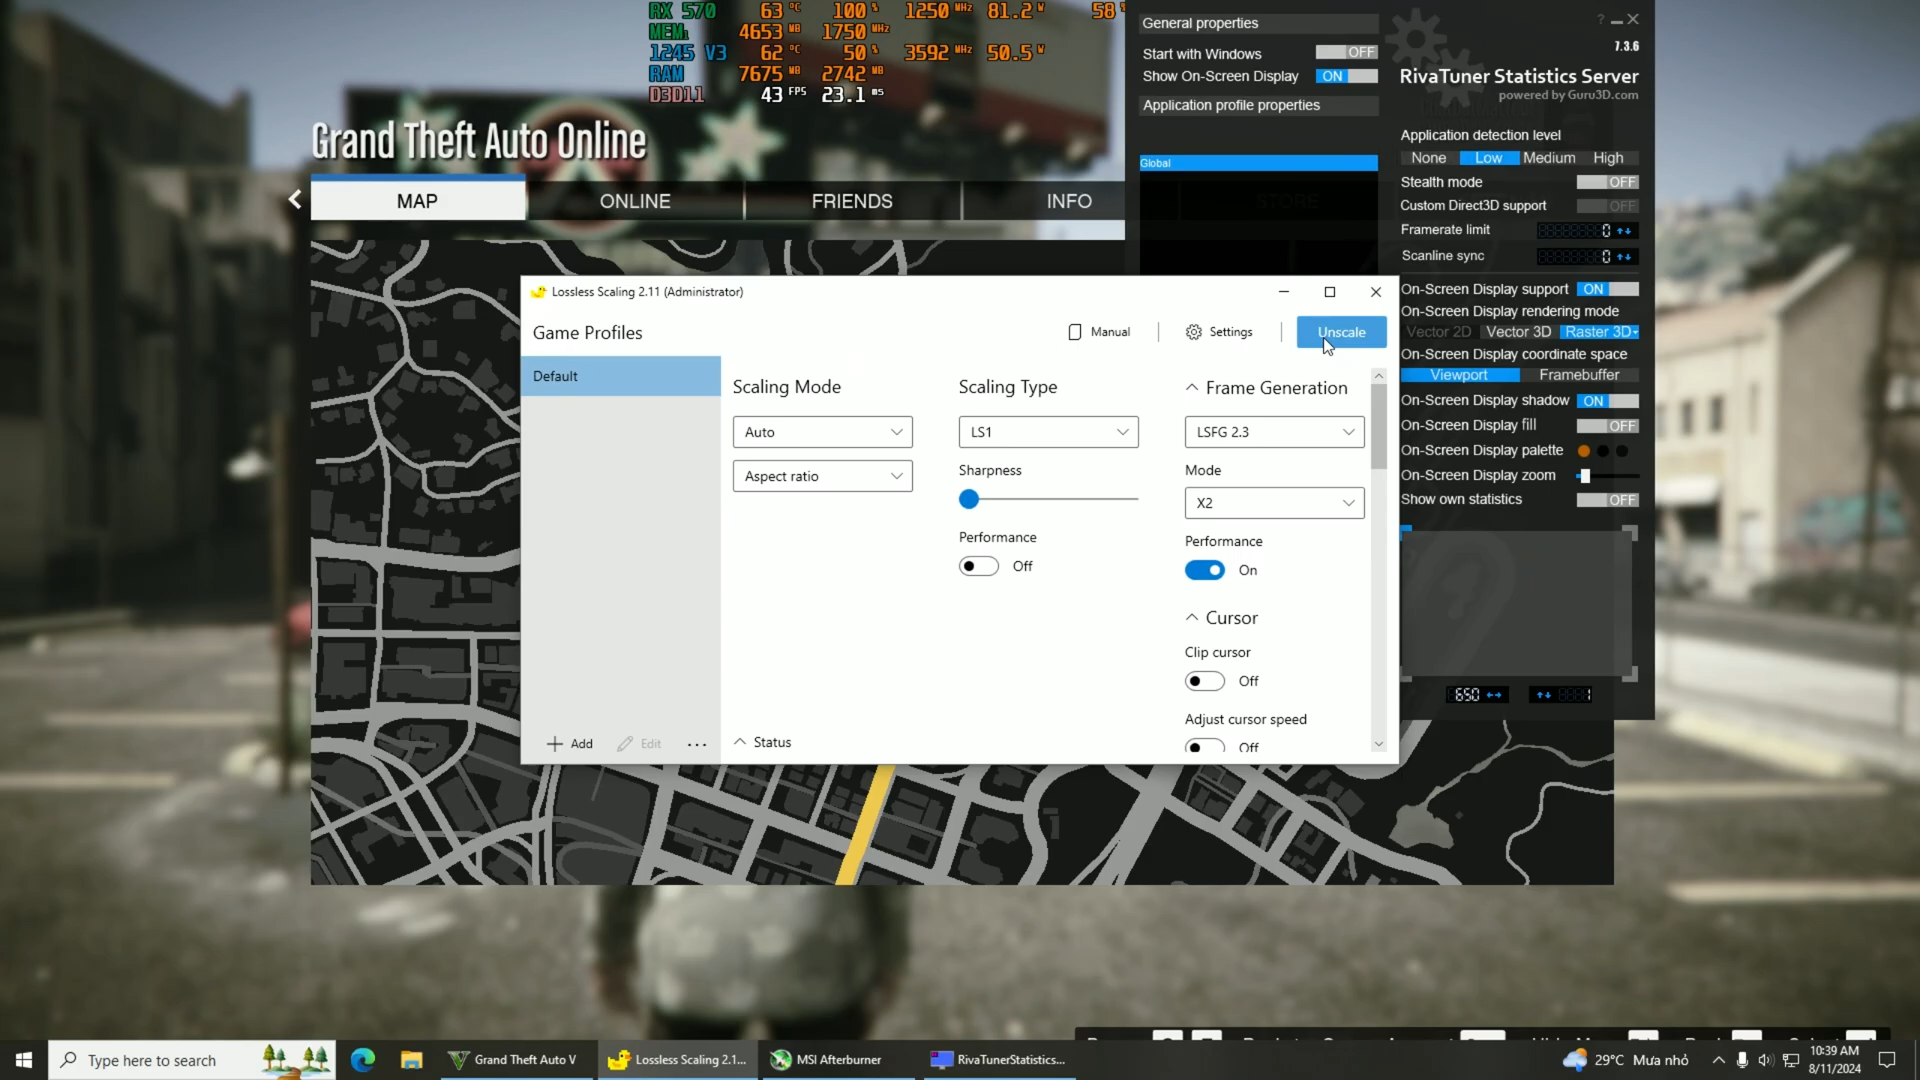 RX 570 63 °C 100 % 1250 MHz 81.2 W 58 %
MEM1 4653 MB 1750 MHz
1245 V3 62 °C 50 % 3592 MHz 50.5 W
RAM 7675 MB 2742 MB
D3D11 43 FPS 23.1 ms
Grand Theft Auto Online
MAP
ONLINE
FRIENDS
INFO
STORE
General properties
Start with Windows OFF
Show On-Screen Display ON
Application profile properties
Global
?
7.3.6
RivaTuner Statistics Server
powered by Guru3D.com
Application detection level
None Low Medium High
Stealth mode OFF
Custom Direct3D support OFF
Framerate limit 0
Scanline sync 0
On-Screen Display support ON
On-Screen Display rendering mode
Vector 2D Vector 3D Raster 3D
On-Screen Display coordinate space
Viewport Framebuffer
On-Screen Display shadow ON
On-Screen Display fill OFF
On-Screen Display palette
On-Screen Display zoom
Show own statistics OFF
650 1
Lossless Scaling 2.11 (Administrator)
Game Profiles
Manual
Settings
Unscale
Default
Scaling Mode
Auto
Aspect ratio
Scaling Type
LS1
Sharpness
Performance
Off
Frame Generation
LSFG 2.3
Mode
X2
Performance
On
Cursor
Clip cursor
Off
Adjust cursor speed
Off
Add
Edit
...
Status
Type here to search
Grand Theft Auto V
Lossless Scaling 2.1...
MSI Afterburner
RivaTunerStatistics...
29°C Mưa nhỏ
10:39 AM
8/11/2024